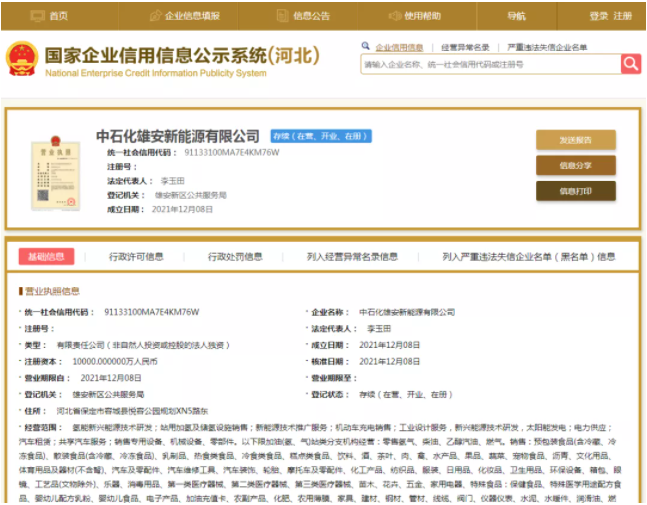 首页 企业信息填报 信息公告 使用帮助 导航 登录 注册
国家企业信用信息公示系统(河北)
National Enterprise Credit Information Publicity System
企业信用信息 | 经营异常名录 | 严重违法失信企业名单
请输入企业名称、统一社会信用代码或注册号
营业执照
中石化雄安新能源有限公司 存续（在营、开业、在册）
统一社会信用代码： 91133100MA7E4KM76W
注册号：
法定代表人： 李玉田
登记机关： 雄安新区公共服务局
成立日期： 2021年12月08日
发送报告
信息分享
信息打印
基础信息 行政许可信息 行政处罚信息 列入经营异常名录信息 列入严重违法失信企业名单（黑名单）信息
营业执照信息
· 统一社会信用代码： 91133100MA7E4KM76W · 企业名称： 中石化雄安新能源有限公司
· 注册号： · 法定代表人： 李玉田
· 类型： 有限责任公司（非自然人投资或控股的法人独资） · 成立日期： 2021年12月08日
· 注册资本： 10000.000000万人民币 · 核准日期： 2021年12月08日
· 营业期限自： 2021年12月08日 · 营业期限至：
· 登记机关： 雄安新区公共服务局 · 登记状态： 存续（在营、开业、在册）
· 住所： 河北省保定市容城县悦容公园规划XN5路东
· 经营范围： 氢能新兴能源技术研发；站用加氢及储氢设施销售；新能源技术推广服务；机动车充电销售；工业设计服务，新兴能源技术研发，太阳能发电；电力供应；
汽车租赁；共享汽车服务；销售专用设备、机械设备、零部件。以下限加油(氢、气)站类分支机构经营：零售氢气、柴油、乙醇汽油、燃气。销售：预包装食品(含冷藏、冷
冻食品)、散装食品(含冷藏、冷冻食品)、乳制品、热食类食品、冷食类食品、糕点类食品、饮料、酒、茶叶、肉、禽、水产品、果品、蔬菜、宠物食品、沥青、文化用品、
体育用品及器材(不含弩)、汽车及零配件、汽车维修工具、汽车装饰、轮胎、摩托车及零配件、化工产品、纺织品、服装、日用品、化妆品、卫生用品、环保设备、箱包、眼
镜、工艺品(文物除外)、乐器、消毒用品、第一类医疗器械、第二类医疗器械、第三类医疗器械、苗木、花卉、五金、家用电器、特殊食品：保健食品、特殊医学用途配方食
品、婴幼儿配方乳粉、婴幼儿食品、电子产品、加油充值卡、农副产品、化肥、农用薄膜、家具、建材、钢材、管材、线缆、阀门、仪器仪表、水泥、水暖件、润滑油、燃